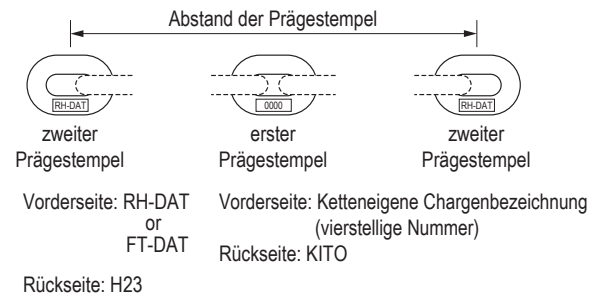 Abstand der Prägestempel
RH-DAT
0000
RH-DAT
zweiter
Prägestempel
erster
Prägestempel
zweiter
Prägestempel
Vorderseite: RH-DAT
or
FT-DAT
Rückseite: H23
Vorderseite: Ketteneigene Chargenbezeichnung
(vierstellige Nummer)
Rückseite: KITO